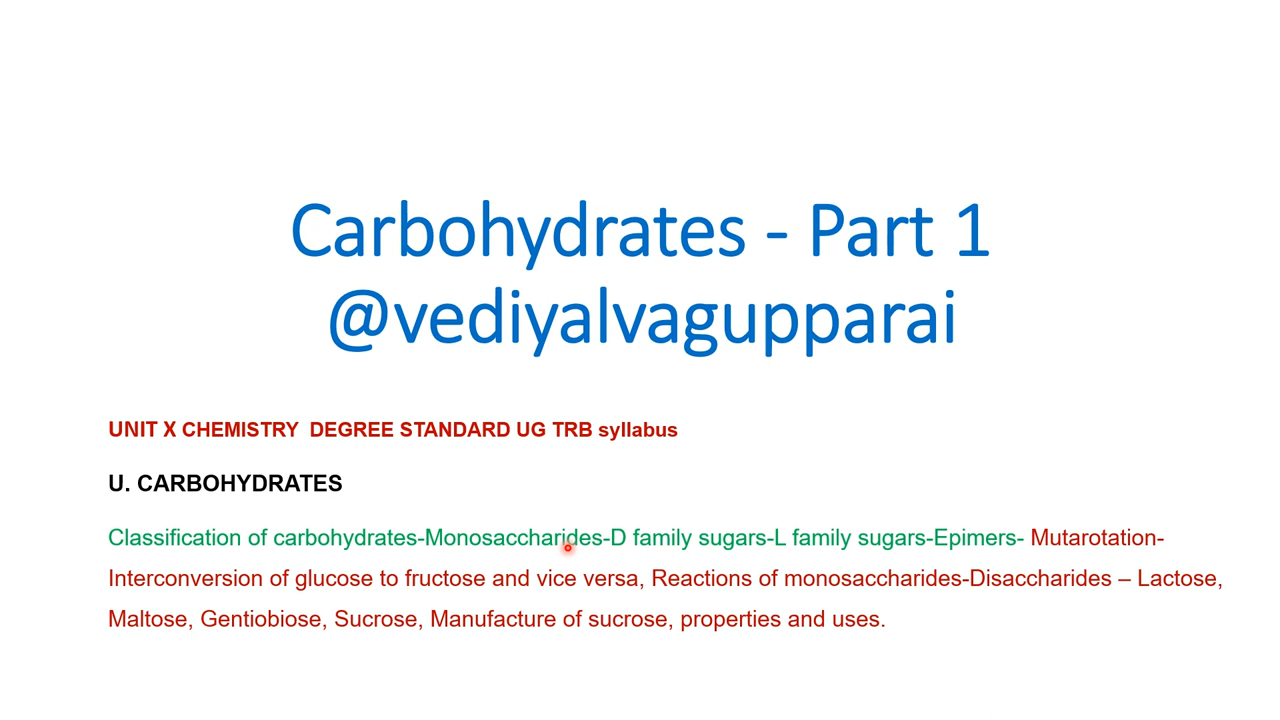 Carbohydrates - Part 1
@vediyalvagupparai
UNIT X CHEMISTRY DEGREE STANDARD UG TRB syllabus
U. CARBOHYDRATES
Classification of carbohydrates-Monosaccharides-D family sugars-L family sugars-Epimers- Mutarotation-
Interconversion of glucose to fructose and vice versa, Reactions of monosaccharides-Disaccharides – Lactose,
Maltose, Gentiobiose, Sucrose, Manufacture of sucrose, properties and uses.